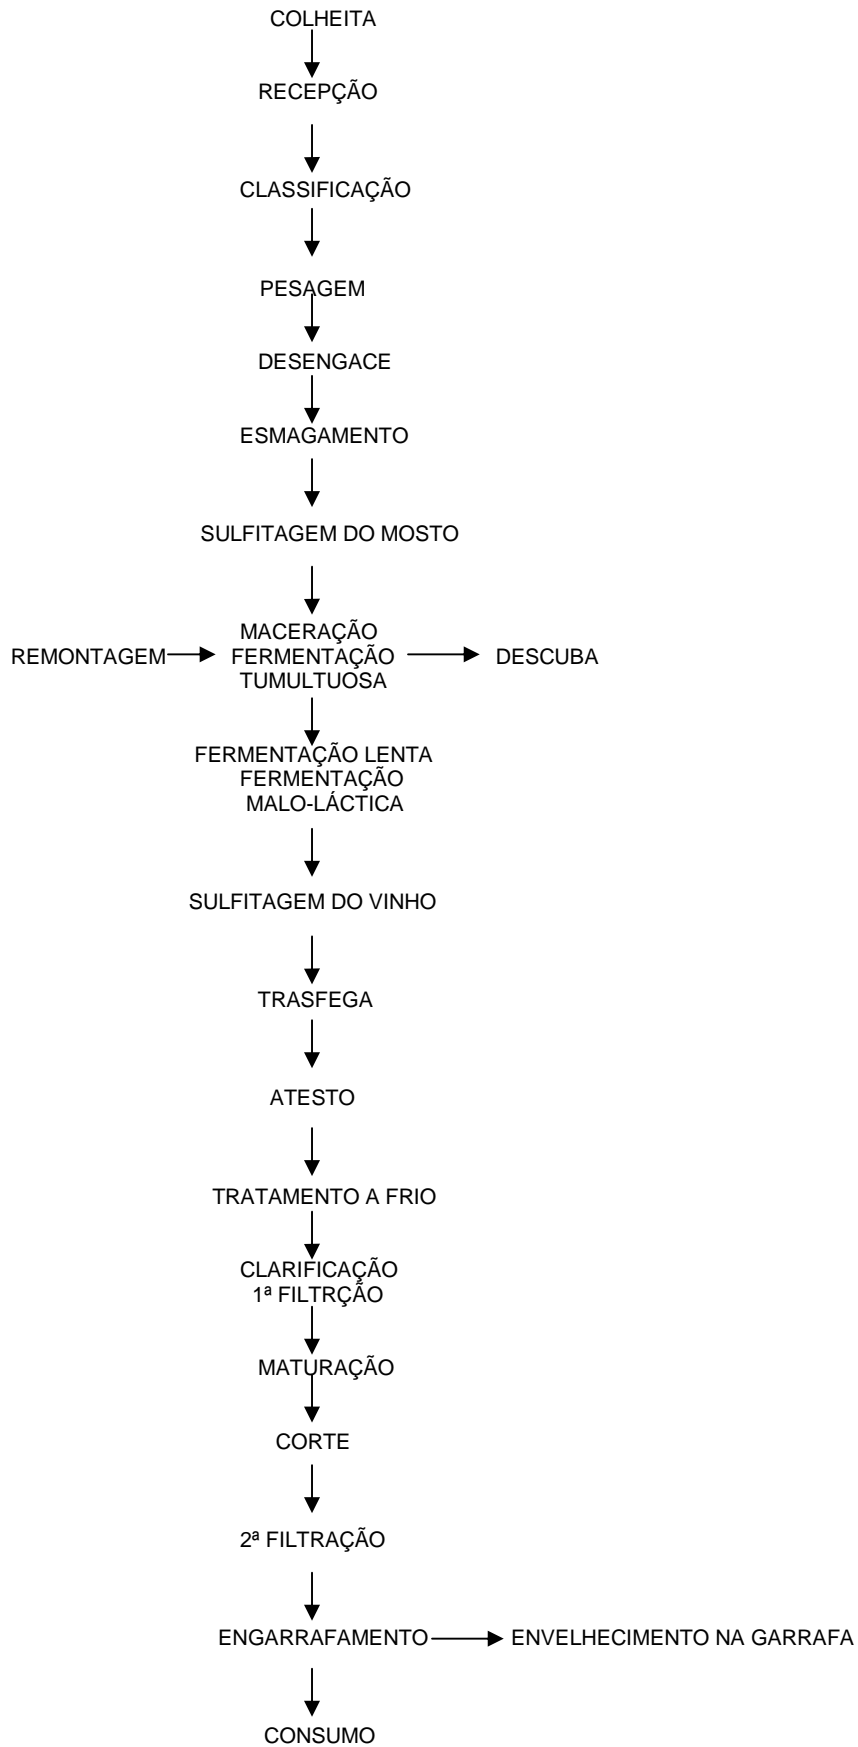 COLHEITA
RECEPÇÃO
CLASSIFICAÇÃO
PESAGEM
DESENGACE
ESMAGAMENTO
SULFITAGEM DO MOSTO
MACERAÇÃO
REMONTAGEM FERMENTAÇÃO DESCUBA
TUMULTUOSA
FERMENTAÇÃO LENTA
FERMENTAÇÃO
MALO-LÁCTICA
SULFITAGEM DO VINHO
TRASFEGA
ATESTO
TRATAMENTO A FRIO
CLARIFICAÇÃO
1ª FILTRÇÃO
MATURAÇÃO
CORTE
2ª FILTRAÇÃO
ENGARRAFAMENTO ENVELHECIMENTO NA GARRAFA
CONSUMO